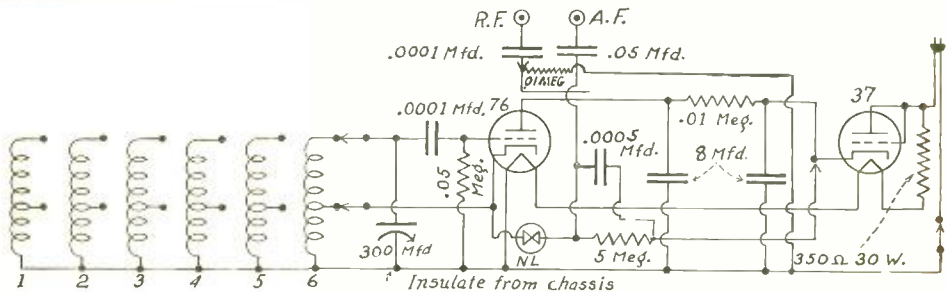 R.F. A.F.
.0001 Mfd. .05 Mfd.
.01 MEG
.0001 Mfd. 76
37
.01 Meg.
.0005 Mfd.
.05 Meg.
8 Mfd.
300 Mfd
NL
5 Meg.
350Ω 30 W.
1 2 3 4 5 6
Insulate from chassis